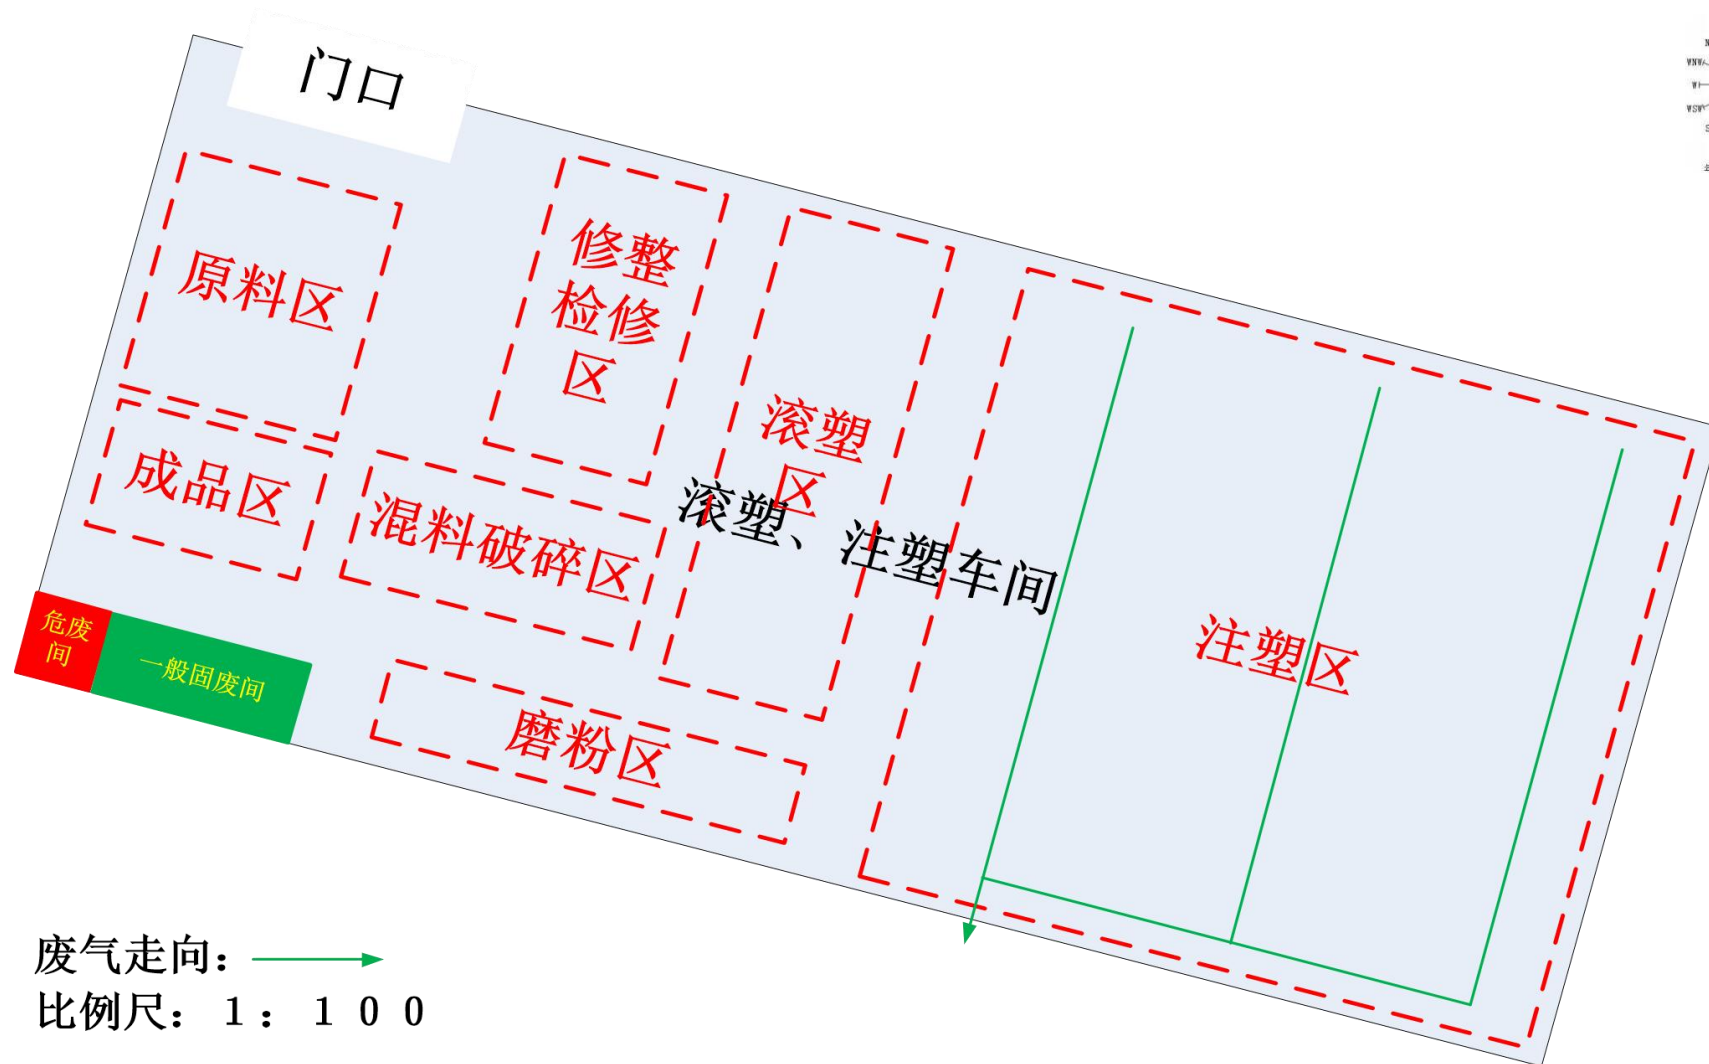 门口
WNW
W
WSW
原料区
修整
检修
区
滚塑
区
成品区
混料破碎区
滚塑、注塑车间
注塑区
危废
间
一般固废间
磨粉区
废气走向：
比例尺：1：100